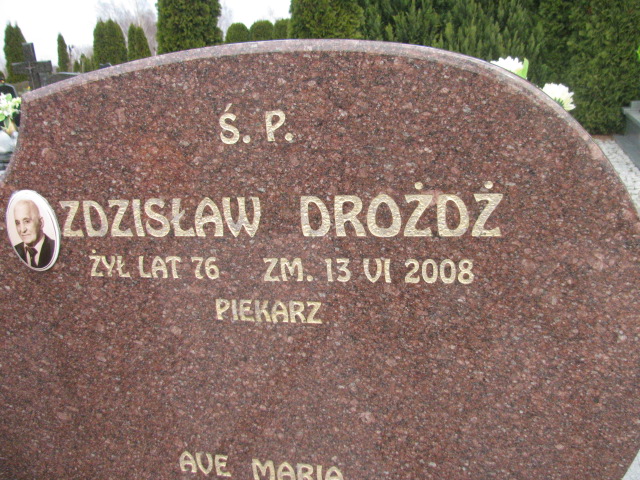 Ś. P.
ZDZISŁAW DROŻDŻ
ŻYŁ LAT 76 ZM. 13 VI 2008
PIEKARZ
AVE MARIA